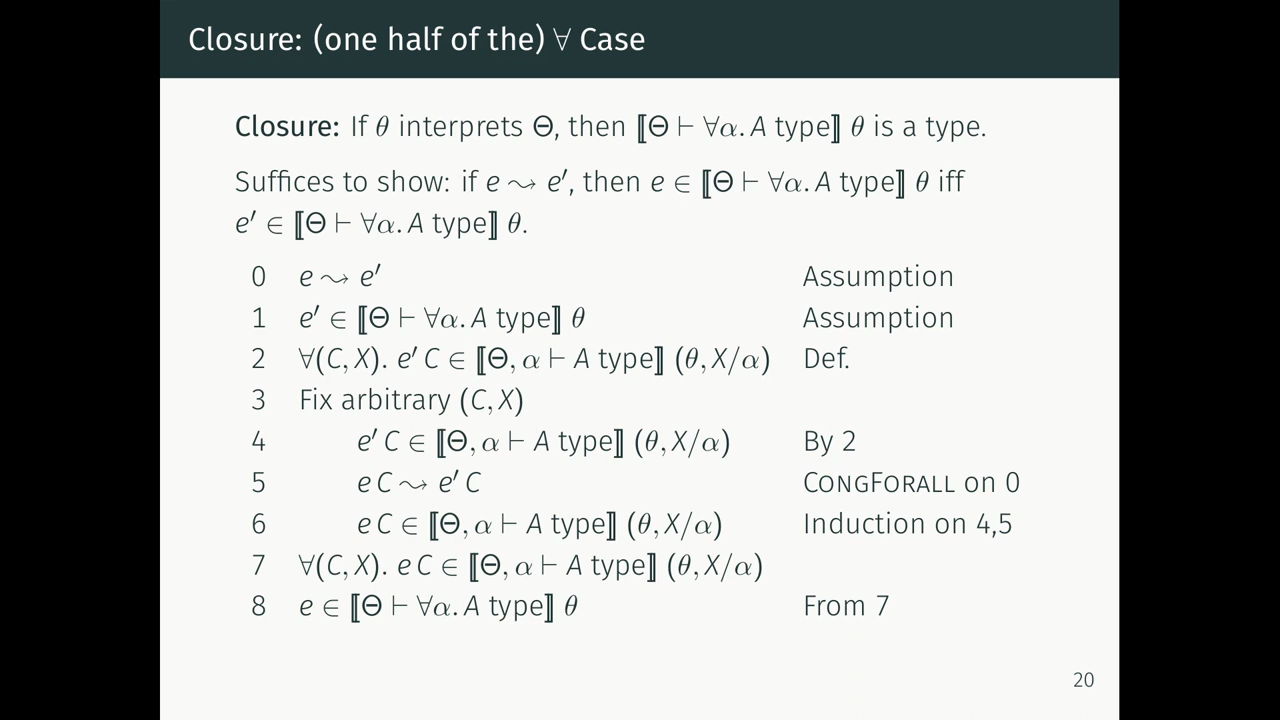 Closure: (one half of the) ∀ Case
Closure: If θ interprets Θ, then ⟦Θ ⊢ ∀α. A type⟧ θ is a type.
Suffices to show: if e ⇝ e′, then e ∈ ⟦Θ ⊢ ∀α. A type⟧ θ iff
e′ ∈ ⟦Θ ⊢ ∀α. A type⟧ θ.
0 e ⇝ e′ Assumption
1 e′ ∈ ⟦Θ ⊢ ∀α. A type⟧ θ Assumption
2 ∀(C, X). e′ C ∈ ⟦Θ, α ⊢ A type⟧ (θ, X/α) Def.
3 Fix arbitrary (C, X)
4 e′ C ∈ ⟦Θ, α ⊢ A type⟧ (θ, X/α) By 2
5 e C ⇝ e′ C CONGFORALL on 0
6 e C ∈ ⟦Θ, α ⊢ A type⟧ (θ, X/α) Induction on 4,5
7 ∀(C, X). e C ∈ ⟦Θ, α ⊢ A type⟧ (θ, X/α)
8 e ∈ ⟦Θ ⊢ ∀α. A type⟧ θ From 7
20